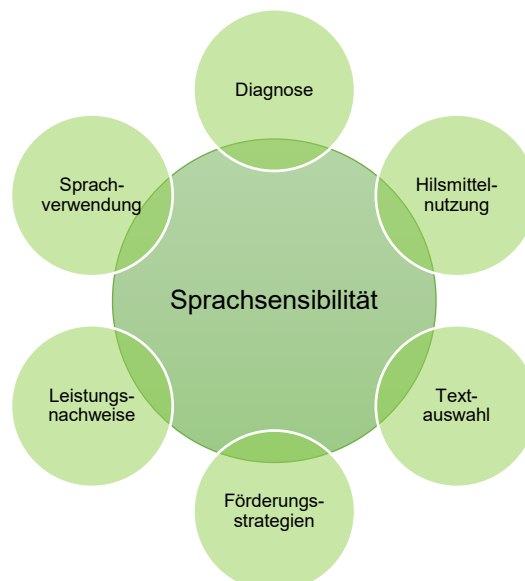 Diagnose
Hilsmittel-
nutzung
Text-
auswahl
Förderungs-
strategien
Leistungs-
nachweise
Sprach-
verwendung
Sprachsensibilität